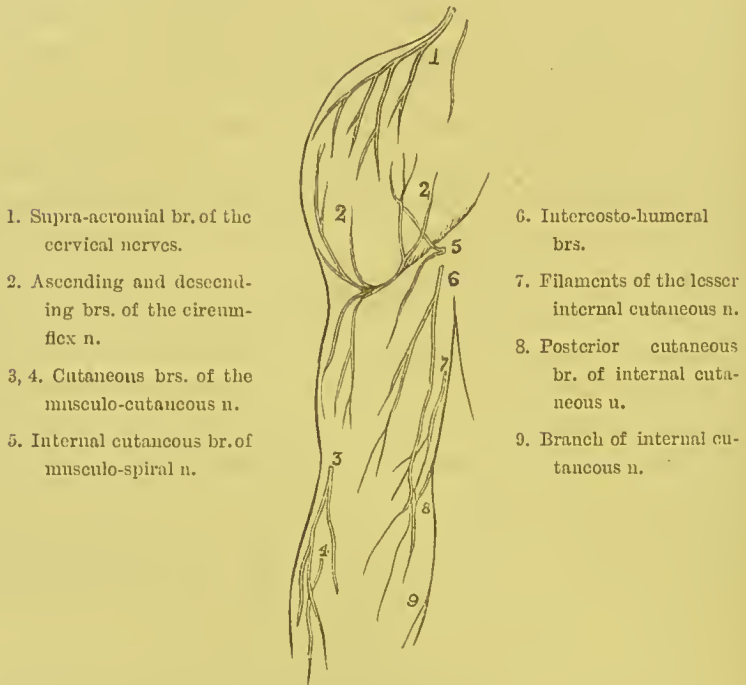 1
2
2
5
6
7
3
8
4
9
1. Supra-acromial br. of the
cervical nerves.
2. Ascending and descend-
ing brs. of the circum-
flex n.
3, 4. Cutaneous brs. of the
musculo-cutaneous n.
5. Internal cutaneous br. of
musculo-spiral n.
6. Intercosto-humeral
brs.
7. Filaments of the lesser
internal cutaneous n.
8. Posterior cutaneous
br. of internal cuta-
neous n.
9. Branch of internal cu-
taneous n.